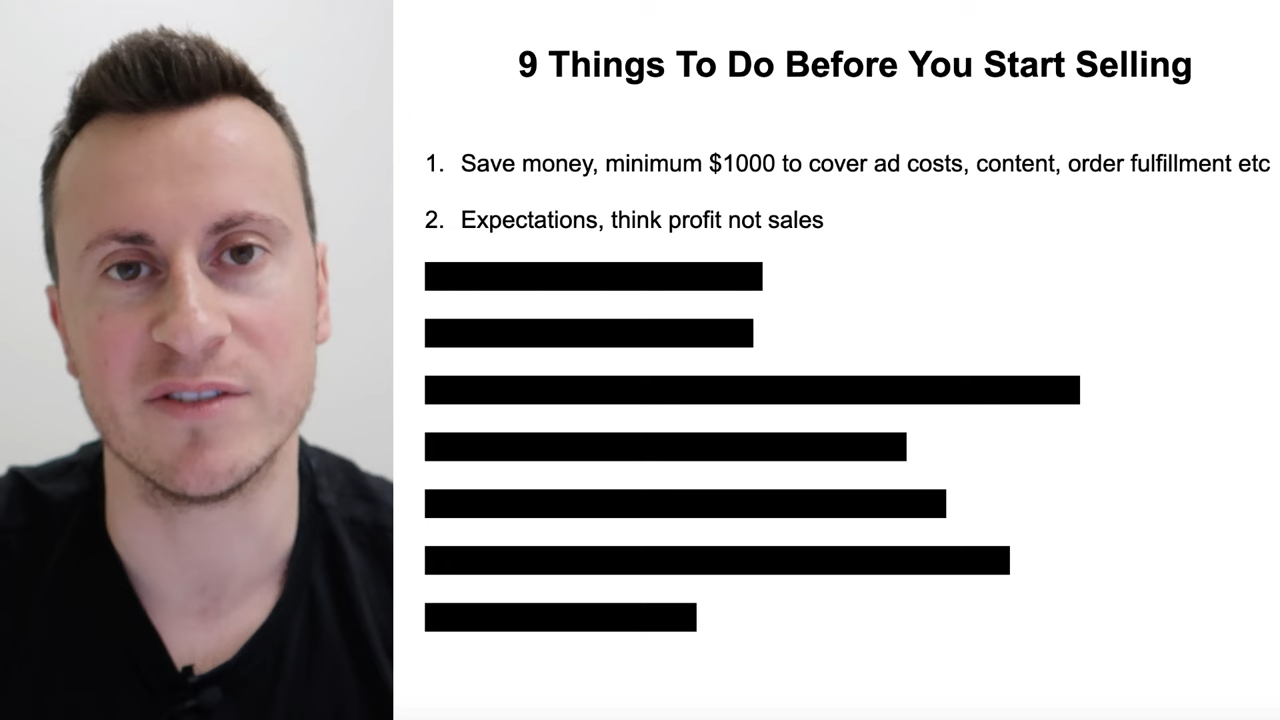 9 Things To Do Before You Start Selling
1. Save money, minimum $1000 to cover ad costs, content, order fulfillment etc
2. Expectations, think profit not sales